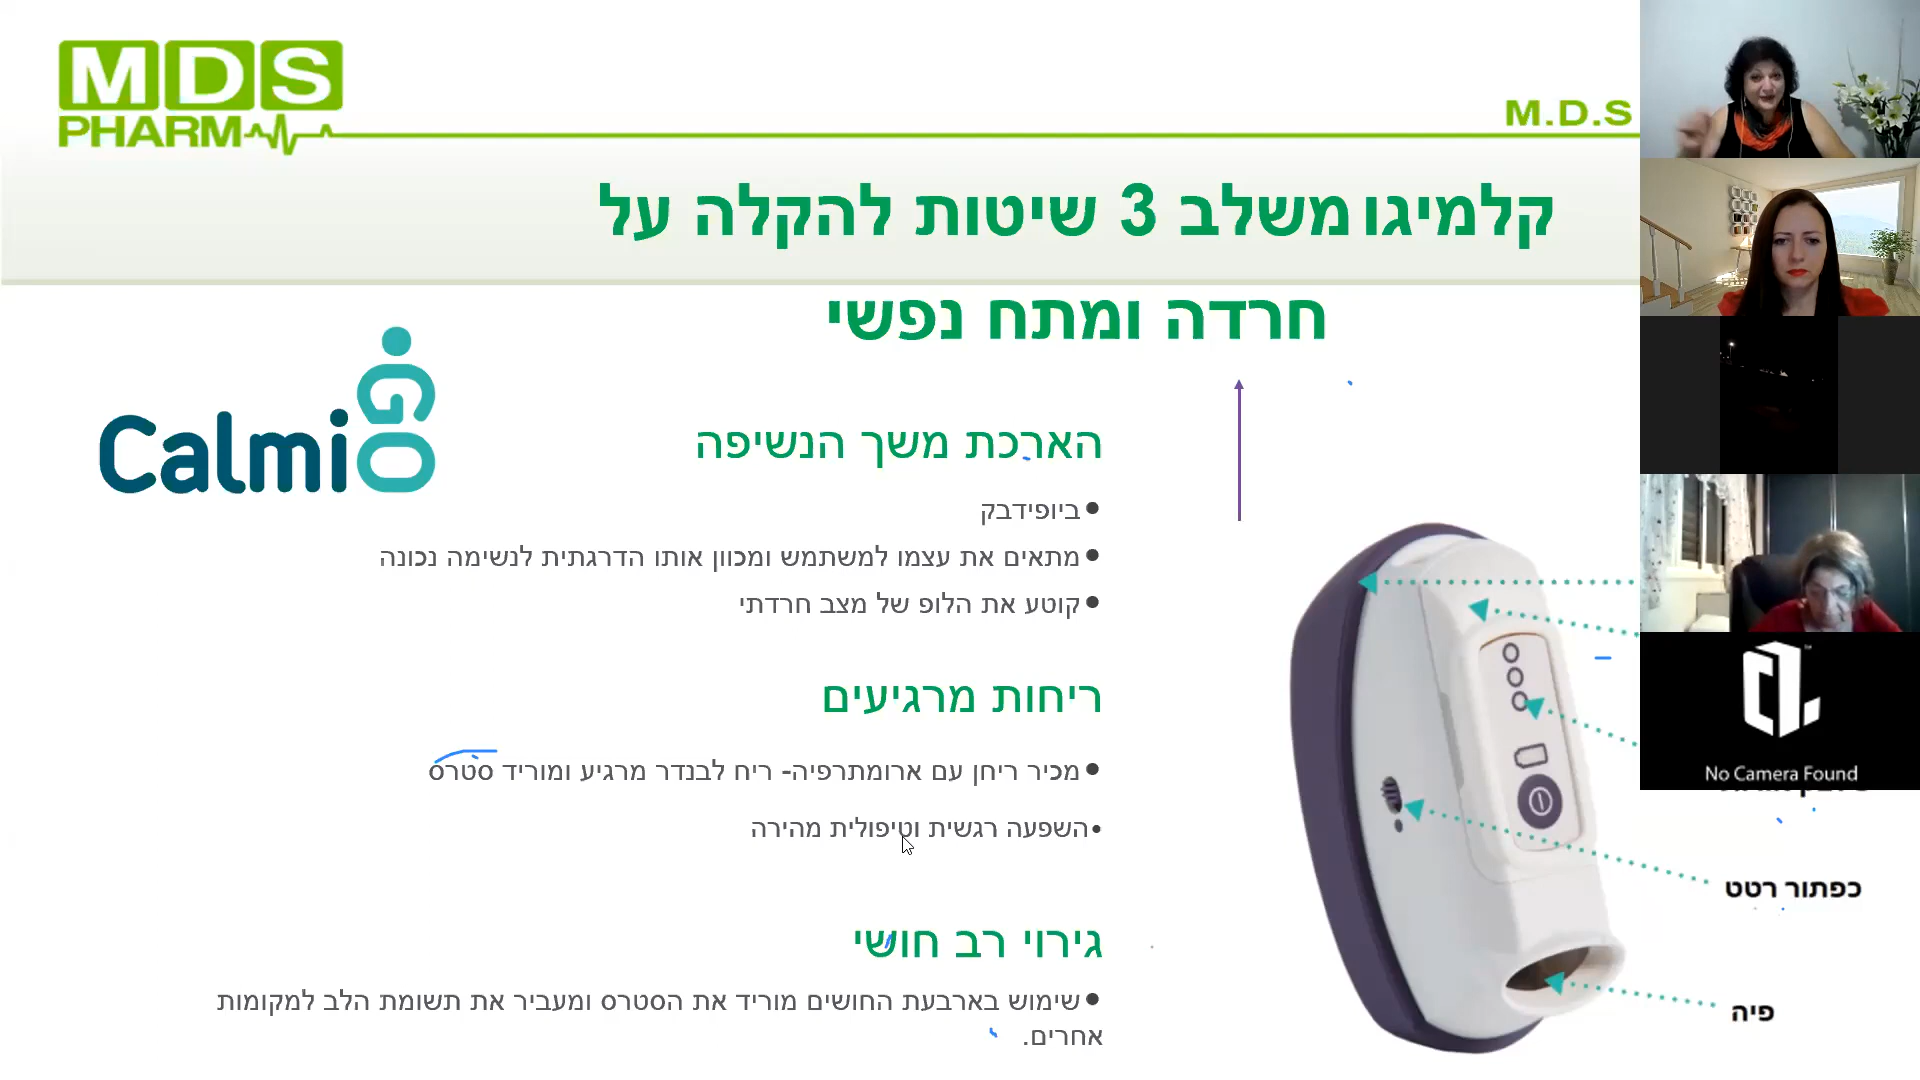 MDS
PHARM
M.D.S
קלמיגו משלב 3 שיטות להקלה על
חרדה ומתח נפשי
CalmiGO
הארכת משך הנשיפה
●ביופידבק
●מתאים את עצמו למשתמש ומכוון אותו הדרגתית לנשימה נכונה
●קוטע את הלופ של מצב חרדתי
ריחות מרגיעים
●מכיר ריחן עם ארומתרפיה- ריח לבנדר מרגיע ומוריד סטרס
•השפעה רגשית וטיפולית מהירה
גירוי רב חושי
●שימוש בארבעת החושים מוריד את הסטרס ומעביר את תשומת הלב למקומות
אחרים.
כפתור רטט
פיה
No Camera Found